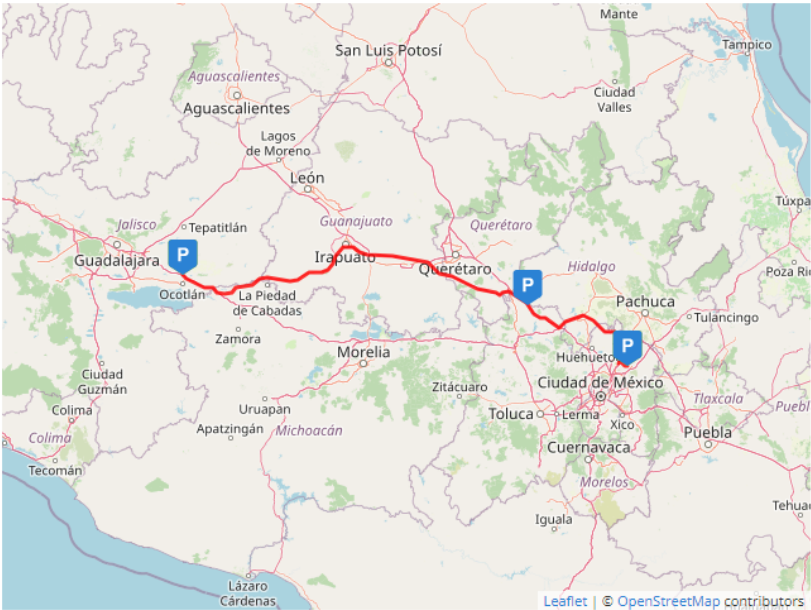 Mante
San Luis Potosí
Tampico
Aguascalientes
Aguascalientes
Ciudad
Valles
Lagos
de Moreno
León
Túxpa
Jalisco
Tepatitlán
Guanajuato
Querétaro
P
Guadalajara
Irapuato
Querétaro
Hidalgo
Poza Ric
Ocotlán
La Piedad
de Cabadas
P
Pachuca
Tulancingo
Zamora
Morelia
Huehueto
P
Ciudad
Guzmán
Zitácuaro
Ciudad de México
Tlaxcala
Colima
Uruapan
Toluca
Lerma
Xico
Puebl
Colima
Apatzingán
Michoacán
Puebla
Tecomán
Cuernavaca
Morelos
Iguala
Tehua
Lázaro
Cárdenas
Leaflet | © OpenStreetMap contributors